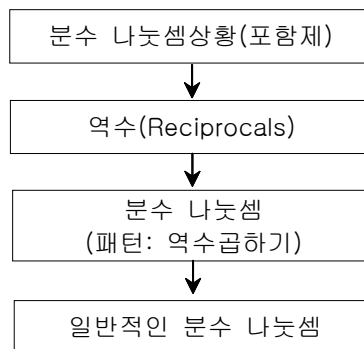 분수 나눗셈상황(포함제)
역수(Reciprocals)
분수 나눗셈
(패턴: 역수곱하기)
일반적인 분수 나눗셈